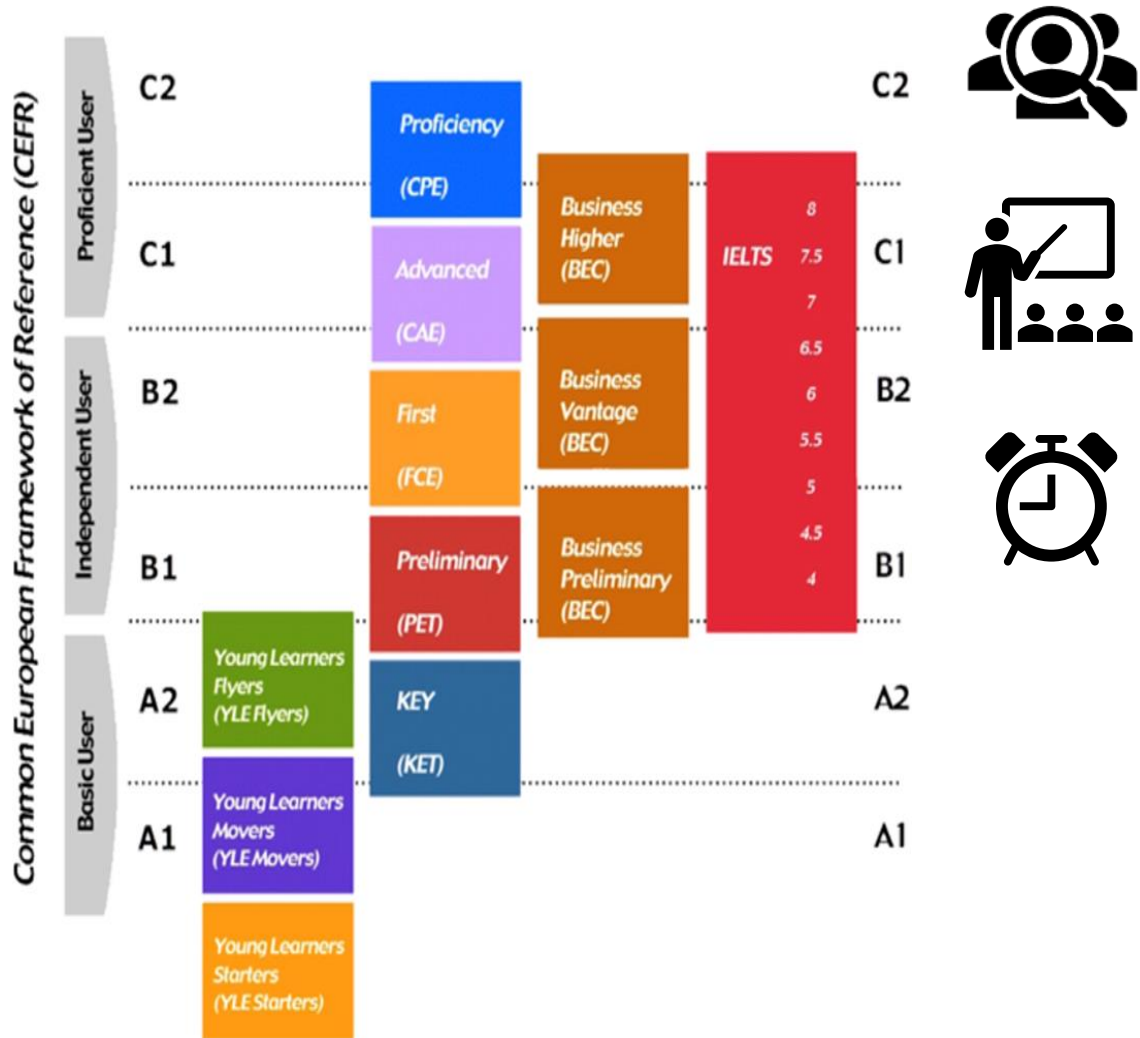 Common European Framework of Reference (CEFR)
Proficient User
Independent User
Basic User
C2
C1
B2
B1
A2
A1
Young Learners
Flyers
(YLE Flyers)
Young Learners
Movers
(YLE Movers)
Young Learners
Starters
(YLE Starters)
Proficiency
(CPE)
Advanced
(CAE)
First
(FCE)
Preliminary
(PET)
KEY
(KET)
Business
Higher
(BEC)
Business
Vantage
(BEC)
Business
Preliminary
(BEC)
IELTS
8
7.5
7
6.5
6
5.5
5
4.5
4
C2
C1
B2
B1
A2
A1